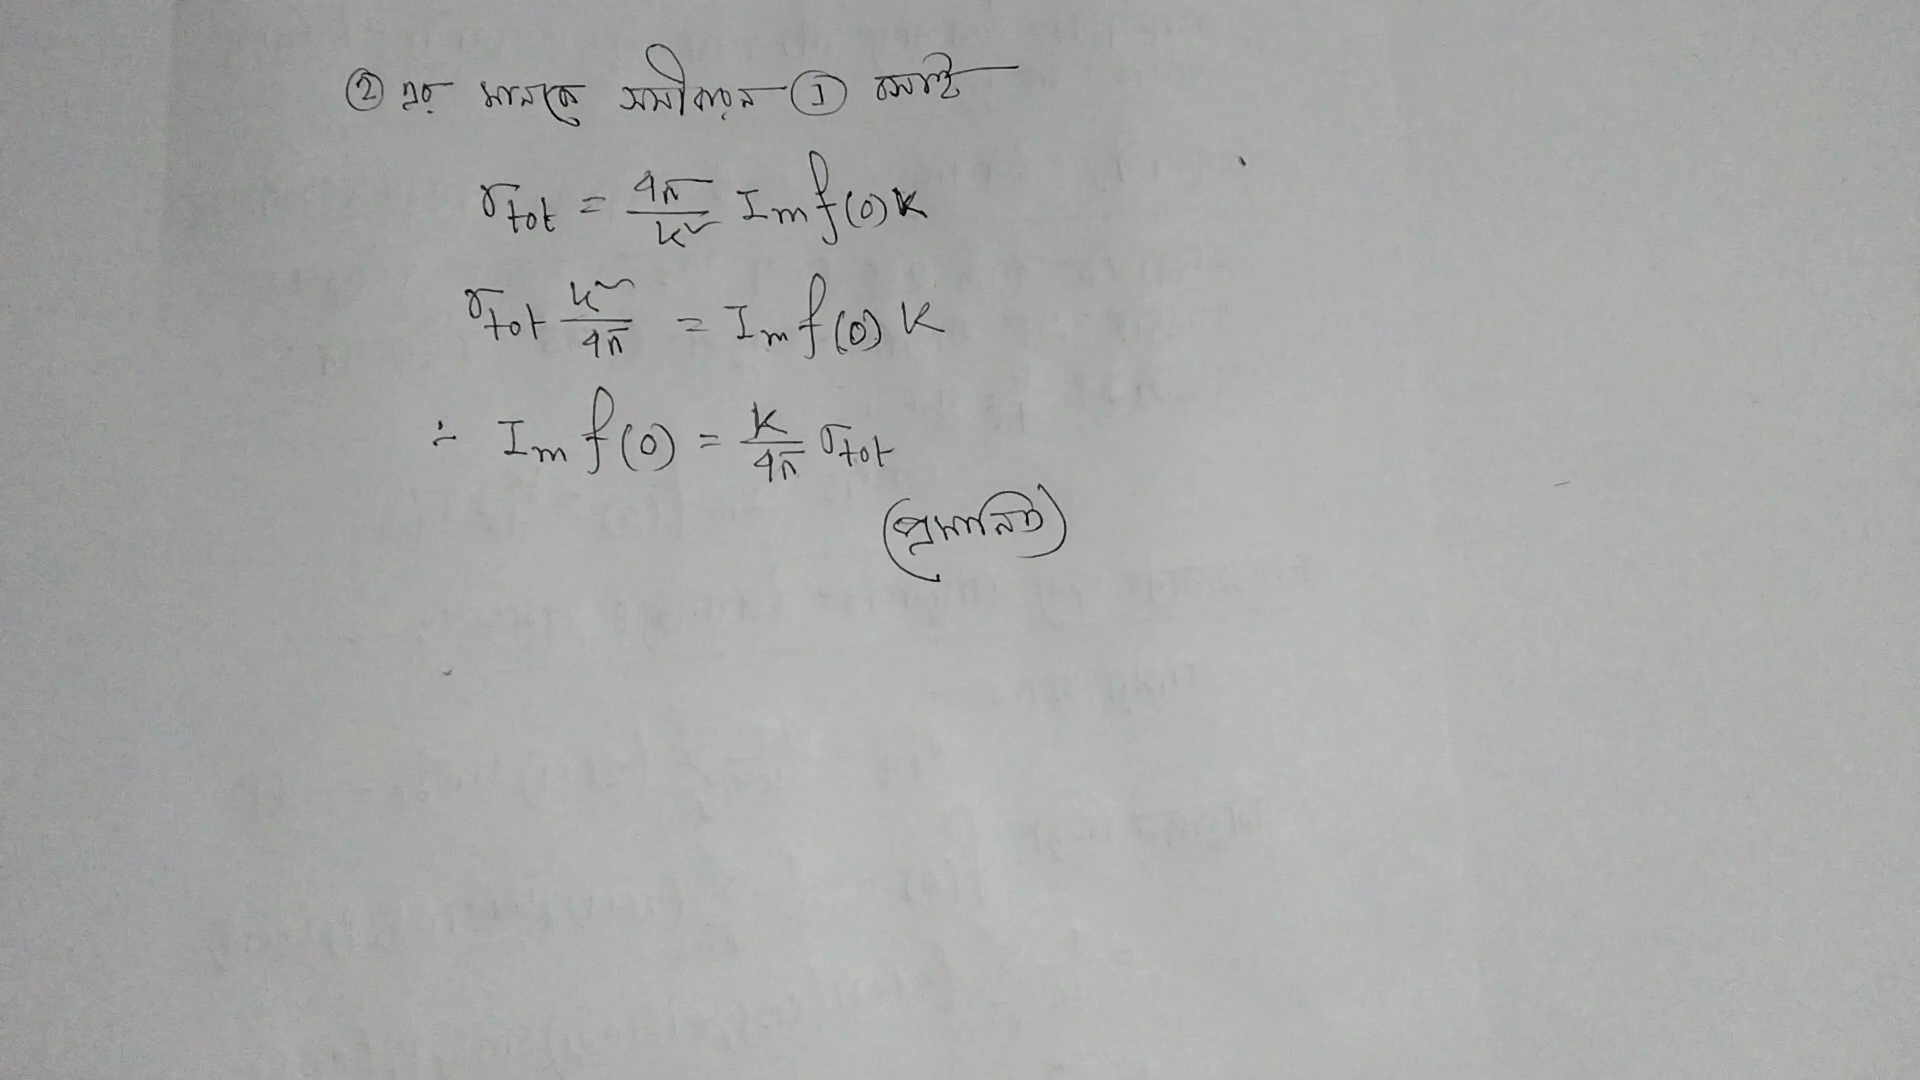 ② এর মানকে সমীকরন ① বসাই
σtot = 4π/k² Im f(0) k
σtot k²/4π = Im f(0) k
∴ Im f(0) = k/4π σtot
(প্রমানিত)